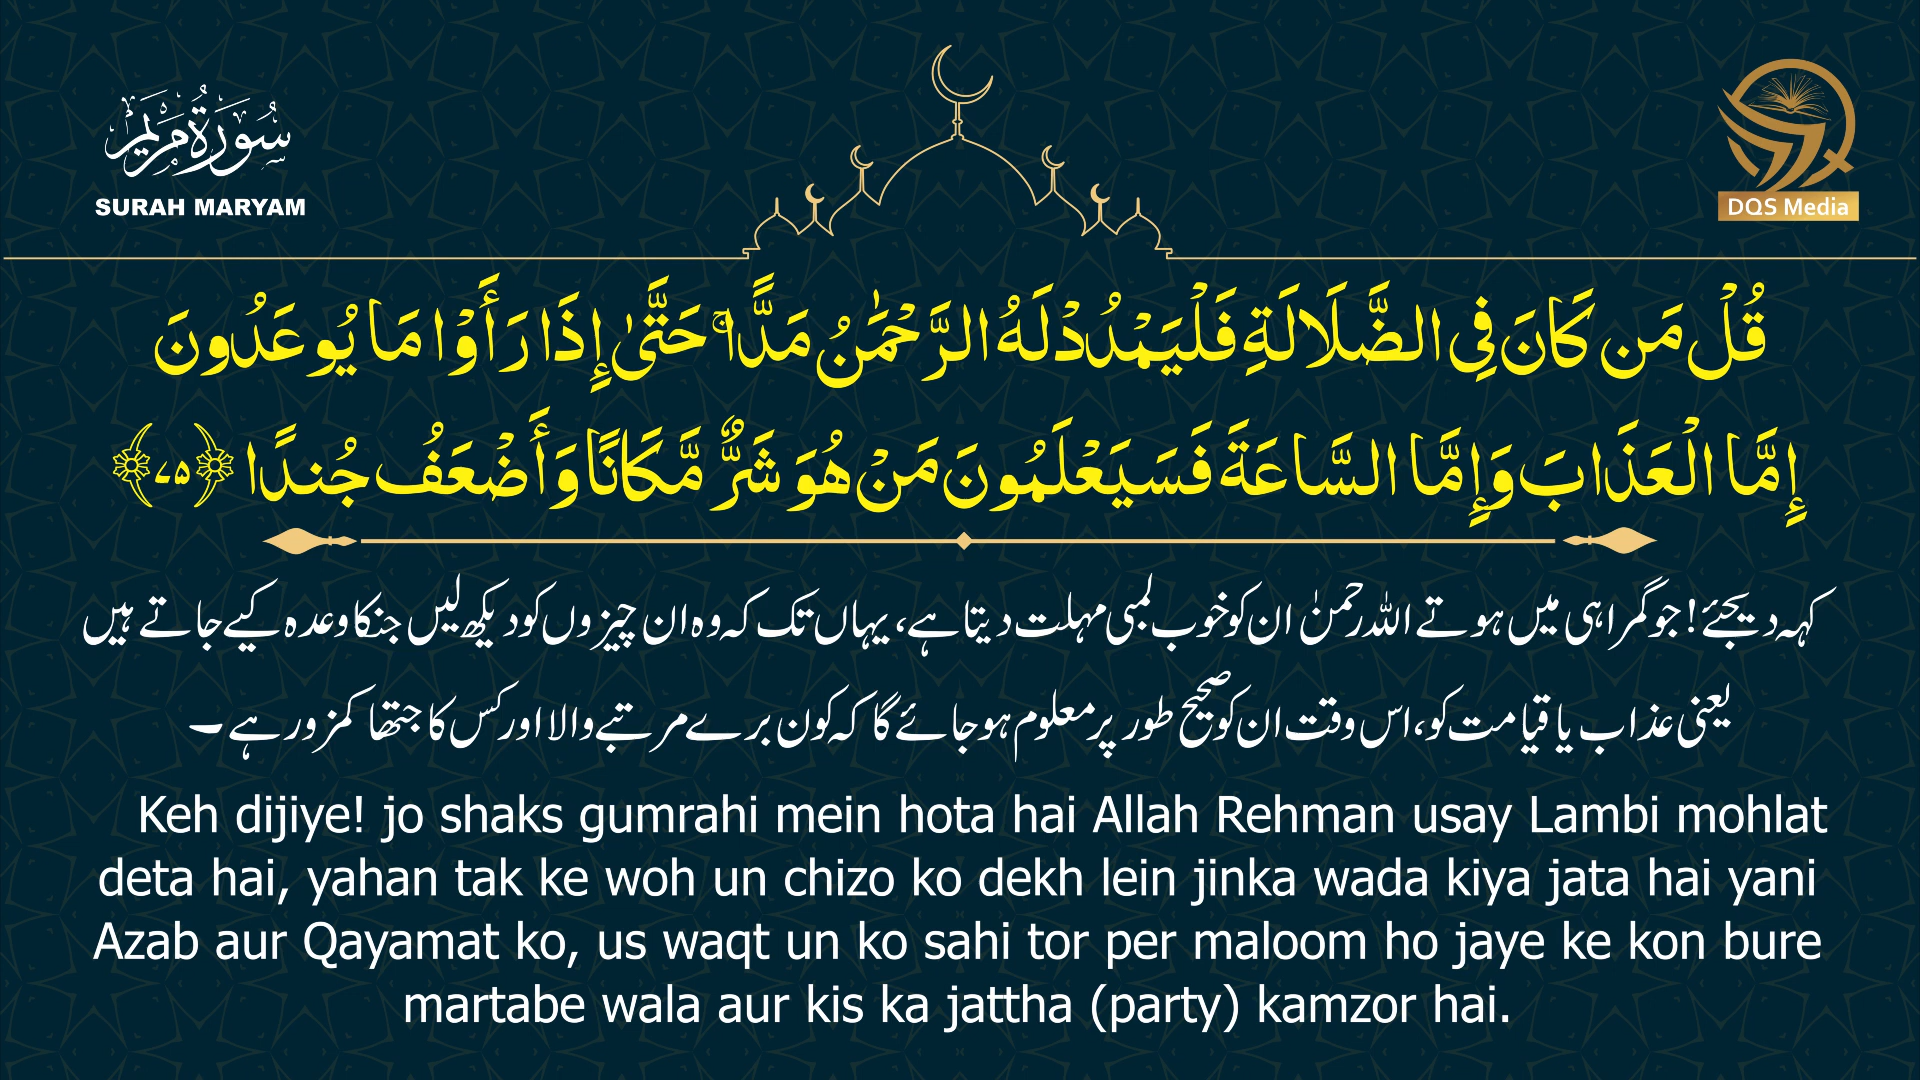 سُورَةُ مَرْيَم
SURAH MARYAM
DQS Media
قُلْ مَن كَانَ فِي الضَّلَالَةِ فَلْيَمْدُدْ لَهُ الرَّحْمَٰنُ مَدًّا ۚ حَتَّىٰ إِذَا رَأَوْا مَا يُوعَدُونَ
إِمَّا الْعَذَابَ وَإِمَّا السَّاعَةَ فَسَيَعْلَمُونَ مَنْ هُوَ شَرٌّ مَّكَانًا وَأَضْعَفُ جُندًا ﴿٧٥﴾
کہہ دیجئے! جو گمراہی میں ہوتے اللہ رحمنٰ ان کو خوب لمبی مہلت دیتا ہے، یہاں تک کہ وہ ان چیزوں کو دیکھ لیں جنکا وعدہ کیے جاتے ہیں
یعنی عذاب یا قیامت کو، اس وقت ان کو صحیح طور پر معلوم ہو جائے گا کہ کون برے مرتبے والا اور کس کا جتھا کمزور ہے ۔
Keh dijiye! jo shaks gumrahi mein hota hai Allah Rehman usay Lambi mohlat
deta hai, yahan tak ke woh un chizo ko dekh lein jinka wada kiya jata hai yani
Azab aur Qayamat ko, us waqt un ko sahi tor per maloom ho jaye ke kon bure
martabe wala aur kis ka jattha (party) kamzor hai.